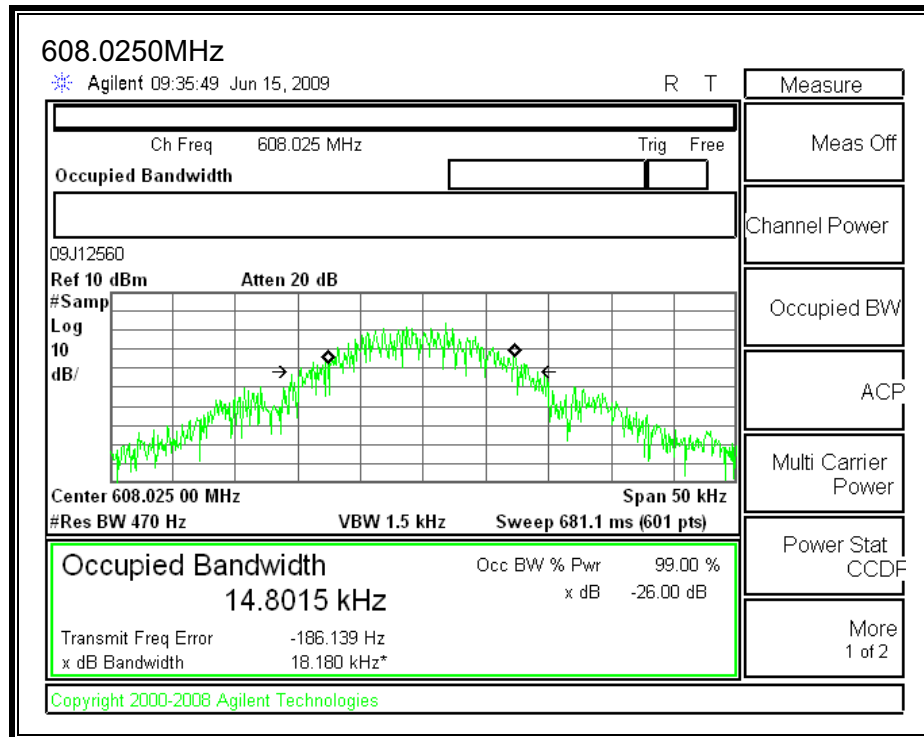 608.0250MHz
Agilent 09:35:49 Jun 15, 2009 R T
Measure
Ch Freq 608.025 MHz Trig Free
Occupied Bandwidth
Meas Off
Channel Power
09J12560
Ref 10 dBm Atten 20 dB
#Samp
Log
10
dB/
Occupied BW
ACP
Multi Carrier
Power
Center 608.025 00 MHz Span 50 kHz
#Res BW 470 Hz VBW 1.5 kHz Sweep 681.1 ms (601 pts)
Occupied Bandwidth Occ BW % Pwr 99.00 %
14.8015 kHz x dB -26.00 dB
Transmit Freq Error -186.139 Hz
x dB Bandwidth 18.180 kHz*
Power Stat
CCDF
More
1 of 2
Copyright 2000-2008 Agilent Technologies